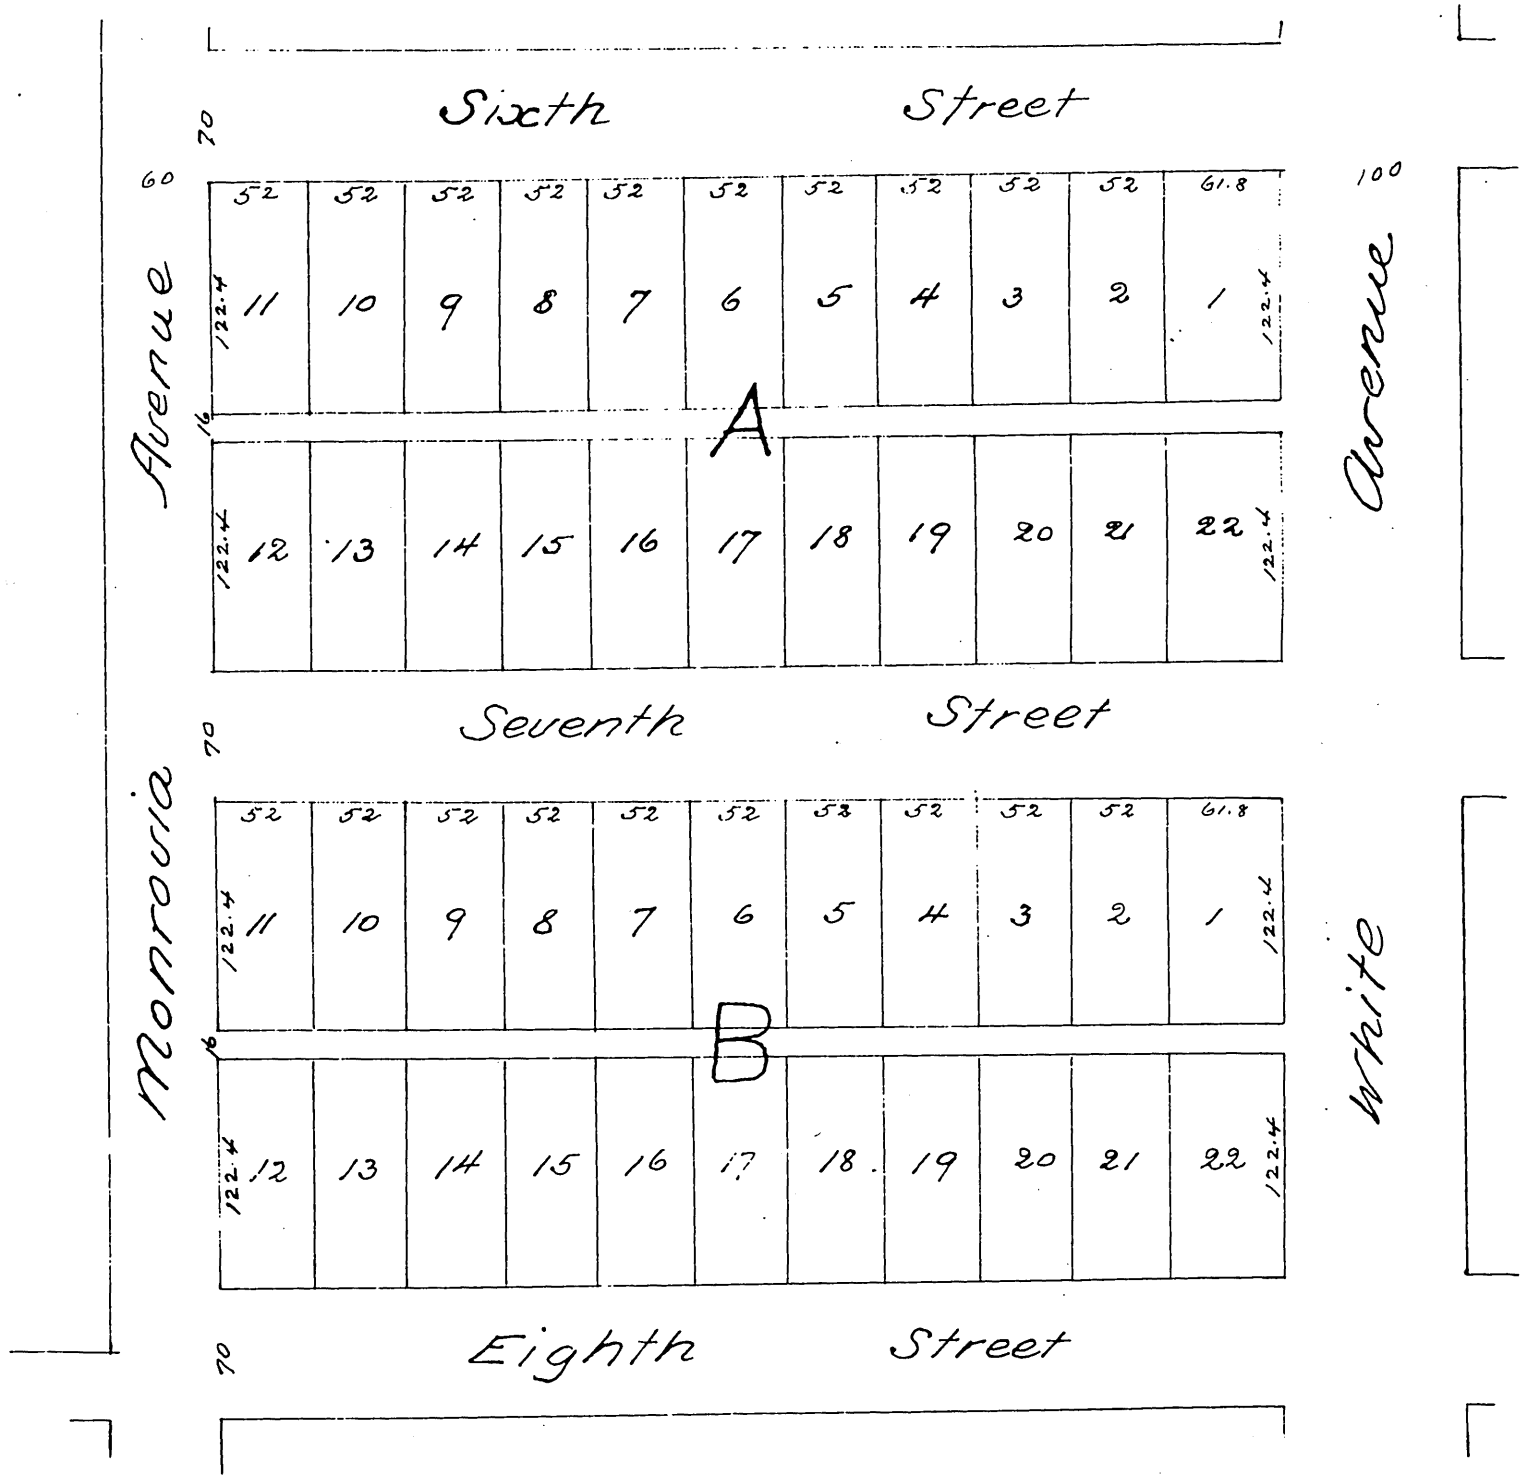 Sixth Street
70
60
100
52 52 52 52 52 52 52 52 52 52 61.8
122.4 11 10 9 8 7 6 5 4 3 2 1 122.4
Avenue
Avenue
16
A
122.4 12 13 14 15 16 17 18 19 20 21 22 122.4
Seventh Street
70
52 52 52 52 52 52 52 52 52 52 61.8
Monrovia
122.4 11 10 9 8 7 6 5 4 3 2 1 122.4
White
16
B
122.4 12 13 14 15 16 17 18 19 20 21 22 122.4
Eighth Street
70